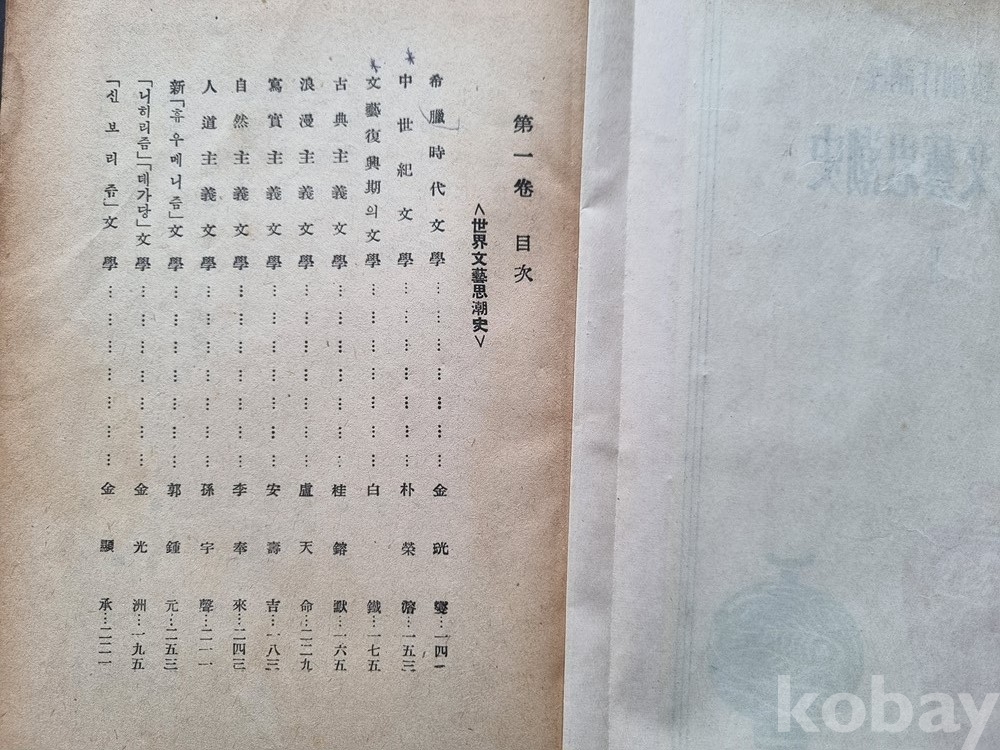 第一卷 目次
<世界文藝思潮史>
希臘時代文學………………金珖燮…一四一
中世紀文學………………朴榮濬…一五三
文藝復興期의文學………………白鐵…一七五
古典主義文學………………桂鎔默…一六五
浪漫主義文學………………盧天命…二二九
寫實主義文學………………安壽吉…一八三
自然主義文學………………李奉來…二四三
人道主義文學………………孫宇聲…二一一
新「휴우메니즘」文學………………郭鍾元…二五三
「니히리즘」「데가당」文學………………金光洲…一九五
「신보리즘」文學………………金顯承…二二一
kobay